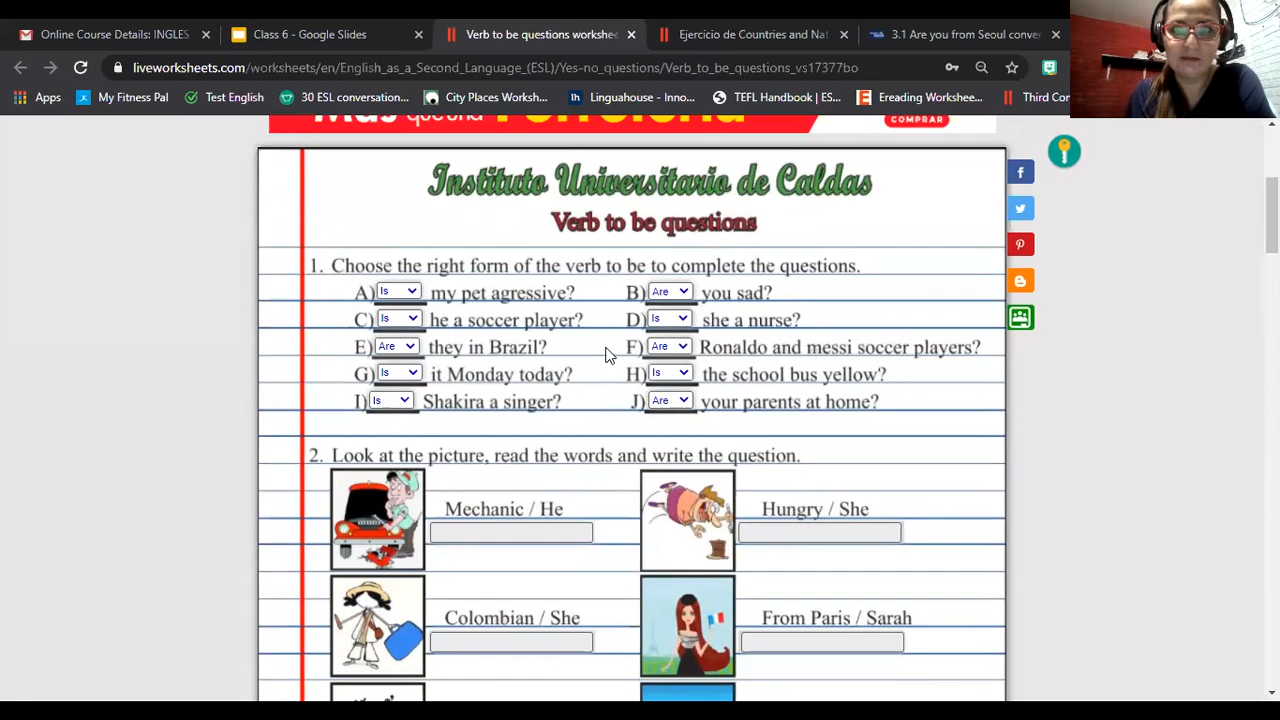 Online Course Details: INGLES
Class 6 - Google Slides
Verb to be questions workshee
Ejercicio de Countries and Nat
3.1 Are you from Seoul conver
liveworksheets.com/worksheets/en/English_as_a_Second_Language_(ESL)/Yes-no_questions/Verb_to_be_questions_vs17377bo
Apps
My Fitness Pal
Test English
30 ESL conversation...
City Places Worksh...
Linguahouse - Inno...
TEFL Handbook | ES...
Ereading Workshee...
Third Con
Más que una
COMPRAR
Instituto Universitario de Caldas
Verb to be questions
1. Choose the right form of the verb to be to complete the questions.
A) Is my pet agressive? B) Are you sad?
C) Is he a soccer player? D) Is she a nurse?
E) Are they in Brazil? F) Are Ronaldo and messi soccer players?
G) Is it Monday today? H) Is the school bus yellow?
I) Is Shakira a singer? J) Are your parents at home?
2. Look at the picture, read the words and write the question.
Mechanic / He Hungry / She
Colombian / She From Paris / Sarah